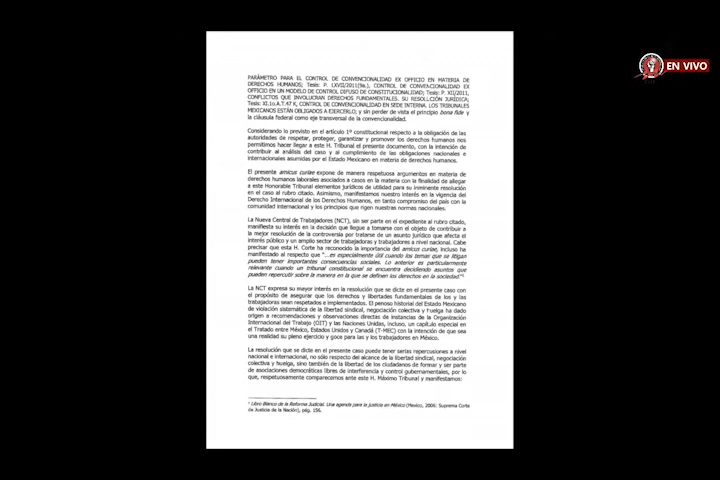 EN VIVO
PARÁMETRO PARA EL CONTROL DE CONVENCIONALIDAD EX OFFICIO EN MATERIA DE
DERECHOS HUMANOS; Tesis: P. LXVII/2011(9a.), CONTROL DE CONVENCIONALIDAD EX
OFFICIO EN UN MODELO DE CONTROL DIFUSO DE CONSTITUCIONALIDAD; Tesis: P. XII/2011,
CONFLICTOS QUE INVOLUCRAN DERECHOS FUNDAMENTALES. SU RESOLUCIÓN JURÍDICA;
Tesis: XI.1o.A.T.47 K, CONTROL DE CONVENCIONALIDAD EN SEDE INTERNA. LOS TRIBUNALES
MEXICANOS ESTÁN OBLIGADOS A EJERCERLO; y sin perder de vista el principio bona fide y
la cláusula federal como eje transversal de la convencionalidad.
Considerando lo previsto en el artículo 1º constitucional respecto a la obligación de las
autoridades de respetar, proteger, garantizar y promover los derechos humanos nos
permitimos hacer llegar a este H. Tribunal el presente documento, con la intención de
contribuir al análisis del caso y al cumplimiento de las obligaciones nacionales e
internacionales asumidas por el Estado Mexicano en materia de derechos humanos.
El presente amicus curiae expone de manera respetuosa argumentos en materia de
derechos humanos laborales asociados a casos en la materia con la finalidad de allegar
a este Honorable Tribunal elementos jurídicos de utilidad para su inminente resolución
en el caso al rubro citado. Asimismo, manifestamos nuestro interés en la vigencia del
Derecho Internacional de los Derechos Humanos, en tanto compromiso del país con la
comunidad internacional y los principios que rigen nuestras normas nacionales.
La Nueva Central de Trabajadores (NCT), sin ser parte en el expediente al rubro citado,
manifiesta su interés en la decisión que llegue a tomarse con el objeto de contribuir a
la mejor resolución de la controversia por tratarse de un asunto jurídico que afecta el
interés público y un amplio sector de trabajadoras y trabajadores a nivel nacional. Cabe
precisar que esta H. Corte ha reconocido la importancia del amicus curiae, incluso ha
manifestado al respecto que "...es especialmente útil cuando los temas que se litigan
pueden tener importantes consecuencias sociales. Lo anterior es particularmente
relevante cuando un tribunal constitucional se encuentra decidiendo asuntos que
pueden repercutir sobre la manera en la que se definen los derechos en la sociedad."¹
La NCT expresa su mayor interés en la resolución que se dicte en el presente caso con
el propósito de asegurar que los derechos y libertades fundamentales de los y las
trabajadoras sean respetados e implementados. El penoso historial del Estado Mexicano
de violación sistemática de la libertad sindical, negociación colectiva y huelga ha dado
origen a recomendaciones y observaciones directas de instancias de la Organización
Internacional del Trabajo (OIT) y las Naciones Unidas, incluso, un capítulo especial en
el Tratado entre México, Estados Unidos y Canadá (T-MEC) con la intención de que sea
una realidad su pleno ejercicio y goce para las y los trabajadores en México.
La resolución que se dicte en el presente caso puede tener serias repercusiones a nivel
nacional e internacional, no sólo respecto del alcance de la libertad sindical, negociación
colectiva y huelga, sino también de la libertad de los ciudadanos de formar y ser parte
de asociaciones democráticas libres de interferencia y control gubernamentales, por lo
que, respetuosamente comparecemos ante este H. Máximo Tribunal y manifestamos:
¹ Libro Blanco de la Reforma Judicial. Una agenda para la justicia en México (Mexico, 2006: Suprema Corte
de Justicia de la Nación), pág. 156.